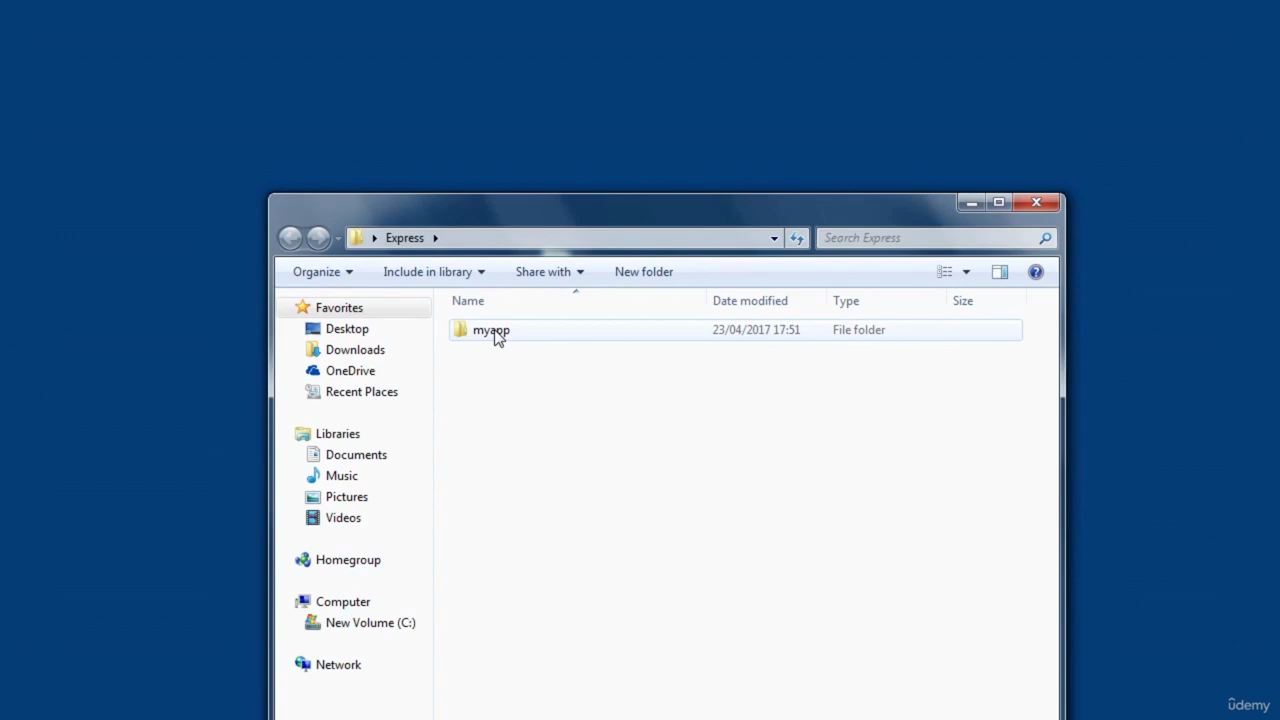 Express
Search Express
Organize Include in library Share with New folder
Name Date modified Type Size
myapp 23/04/2017 17:51 File folder
Favorites
Desktop
Downloads
OneDrive
Recent Places
Libraries
Documents
Music
Pictures
Videos
Homegroup
Computer
New Volume (C:)
Network
ûdemy